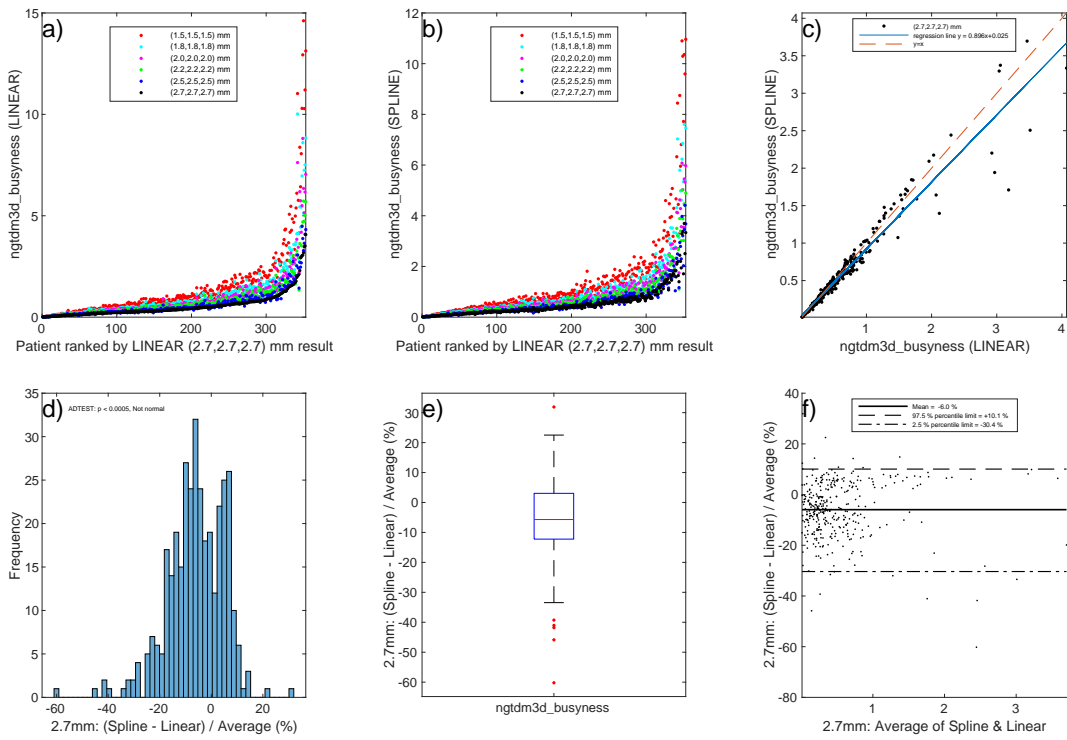 a)
(1.5,1.5,1.5) mm
(1.8,1.8,1.8) mm
(2.0,2.0,2.0) mm
(2.2,2.2,2.2) mm
(2.5,2.5,2.5) mm
(2.7,2.7,2.7) mm
ngtdm3d_busyness (LINEAR)
15
10
5
0
0 100 200 300
Patient ranked by LINEAR (2.7,2.7,2.7) mm result
b)
(1.5,1.5,1.5) mm
(1.8,1.8,1.8) mm
(2.0,2.0,2.0) mm
(2.2,2.2,2.2) mm
(2.5,2.5,2.5) mm
(2.7,2.7,2.7) mm
ngtdm3d_busyness (SPLINE)
12
10
8
6
4
2
0
0 100 200 300
Patient ranked by LINEAR (2.7,2.7,2.7) mm result
c)
(2.7,2.7,2.7) mm
regression line y = 0.896x+0.025
y=x
ngtdm3d_busyness (SPLINE)
4
3.5
3
2.5
2
1.5
1
0.5
1 2 3 4
ngtdm3d_busyness (LINEAR)
d)
ADTEST: p < 0.0005, Not normal
Frequency
35
30
25
20
15
10
5
0
-60 -40 -20 0 20
2.7mm: (Spline - Linear) / Average (%)
e)
2.7mm: (Spline - Linear) / Average (%)
30
20
10
0
-10
-20
-30
-40
-50
-60
ngtdm3d_busyness
f)
Mean = -6.0 %
97.5 % percentile limit = +10.1 %
2.5 % percentile limit = -30.4 %
2.7mm: (Spline - Linear) / Average (%)
40
20
0
-20
-40
-60
-80
1 2 3
2.7mm: Average of Spline & Linear